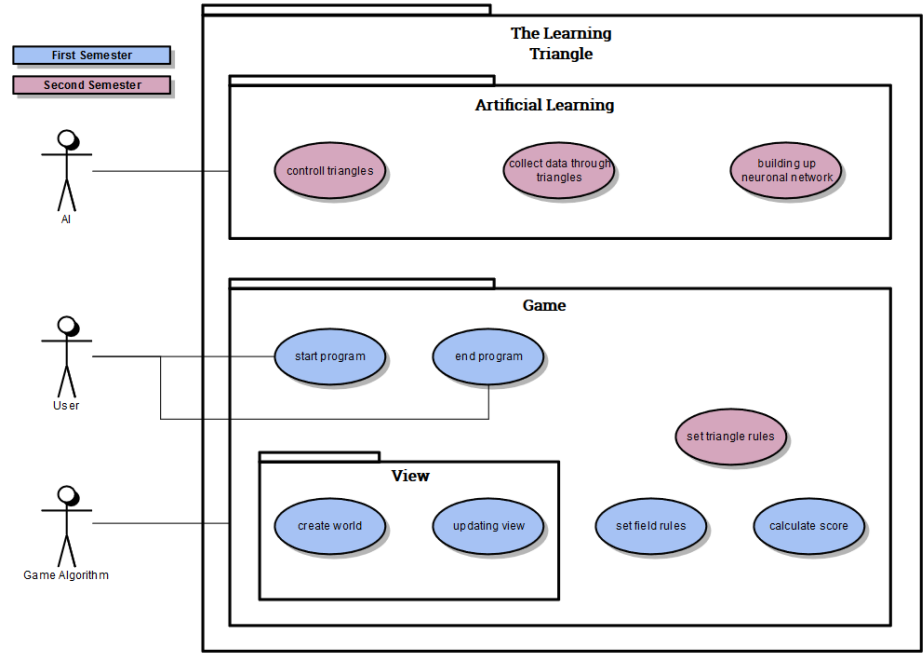 The Learning
Triangle
First Semester
Second Semester
Artificial Learning
controll triangles
collect data through
triangles
building up
neuronal network
AI
Game
start program
end program
User
set triangle rules
View
create world
updating view
set field rules
calculate score
Game Algorithm